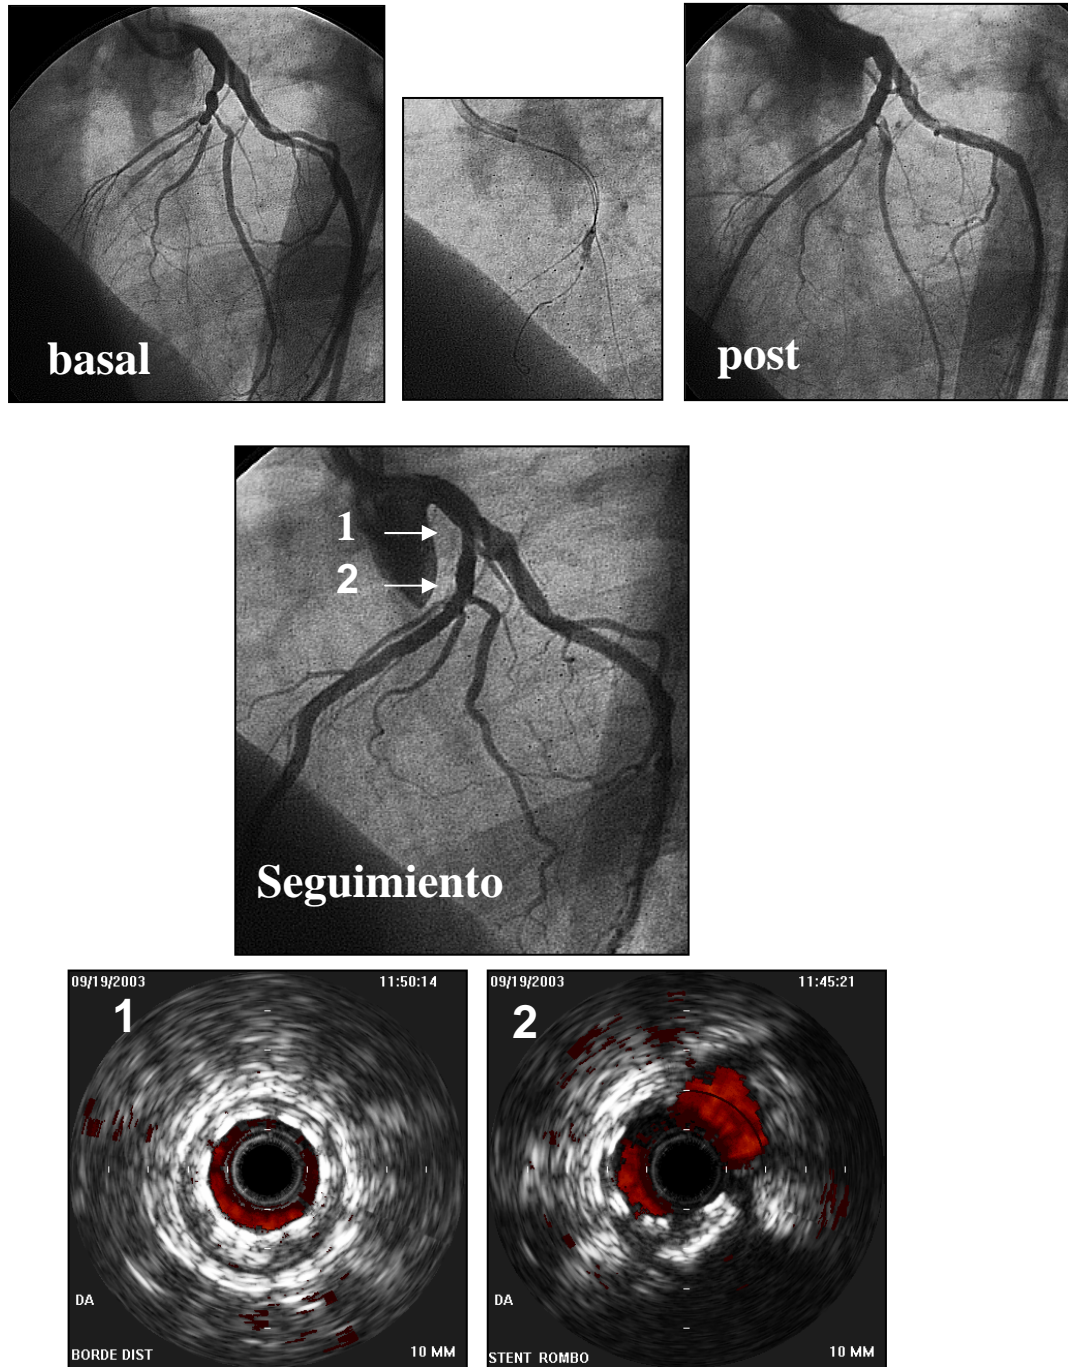 basal
post
1
2
Seguimiento
09/19/2003 11:50:14
1
DA
BORDE DIST 10 MM
09/19/2003 11:45:21
2
DA
STENT ROMBO 10 MM